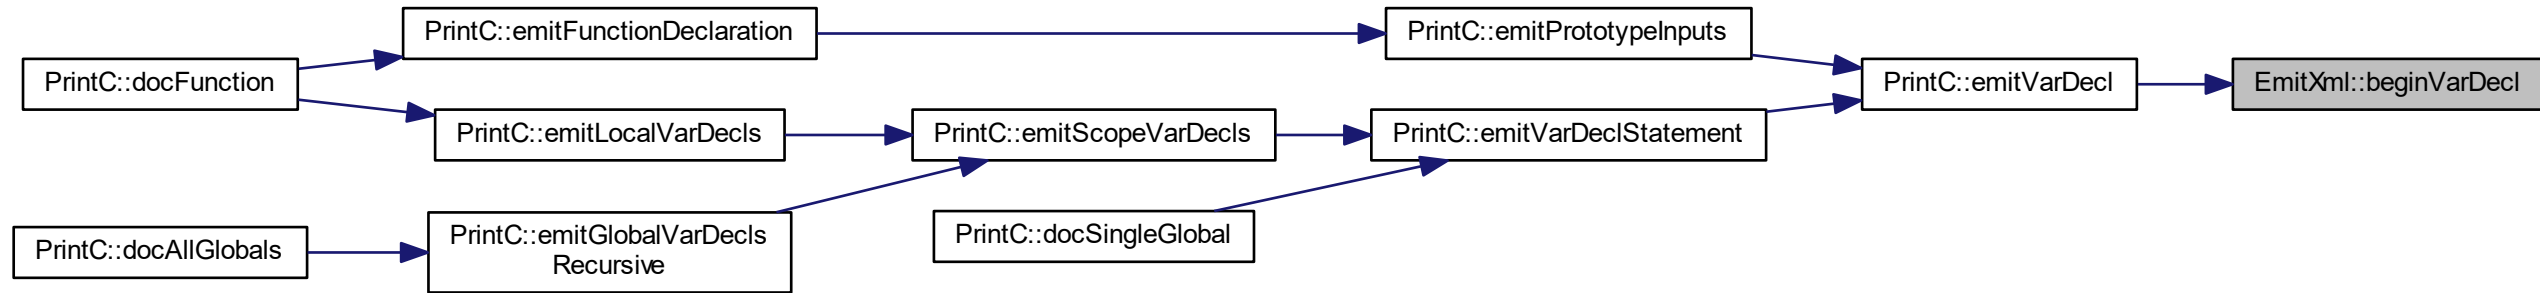 PrintC::docFunction
PrintC::emitFunctionDeclaration
PrintC::emitPrototypeInputs
PrintC::emitVarDecl
EmitXml::beginVarDecl
PrintC::emitLocalVarDecls
PrintC::emitScopeVarDecls
PrintC::emitVarDeclStatement
PrintC::docAllGlobals
PrintC::emitGlobalVarDecls
Recursive
PrintC::docSingleGlobal